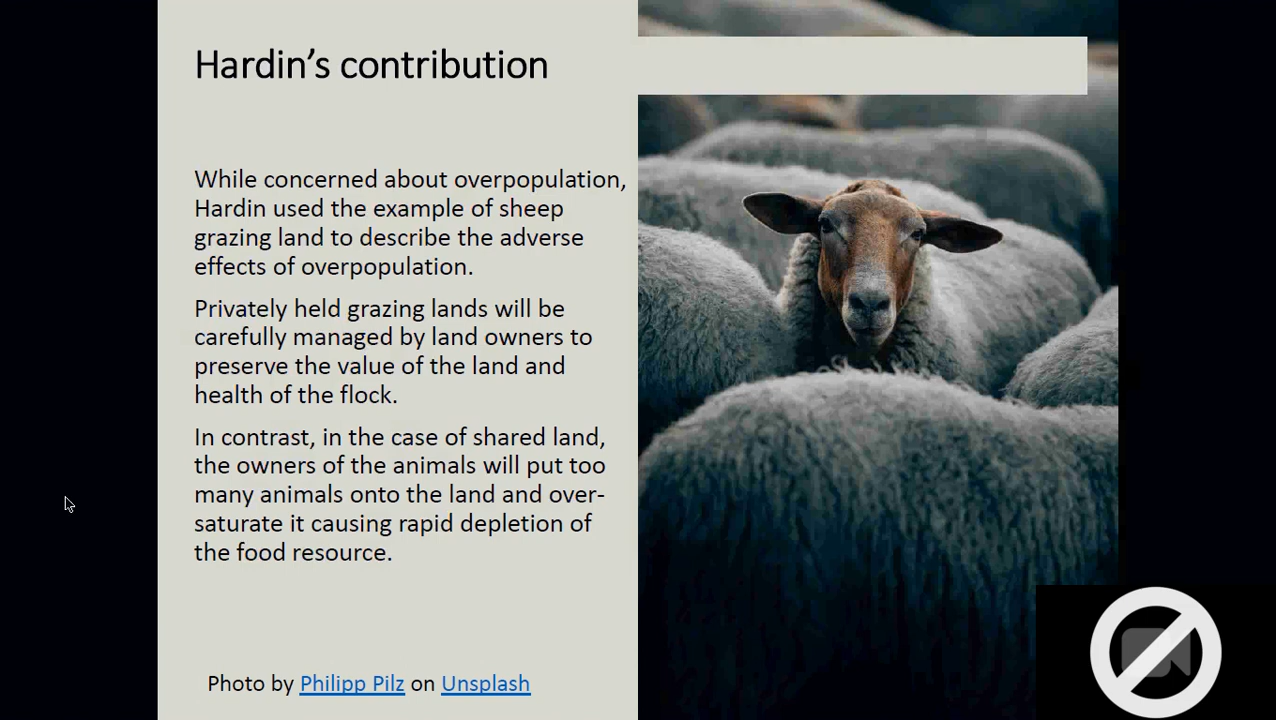 Hardin’s contribution
While concerned about overpopulation,
Hardin used the example of sheep
grazing land to describe the adverse
effects of overpopulation.
Privately held grazing lands will be
carefully managed by land owners to
preserve the value of the land and
health of the flock.
In contrast, in the case of shared land,
the owners of the animals will put too
many animals onto the land and over-
saturate it causing rapid depletion of
the food resource.
Photo by Philipp Pilz on Unsplash